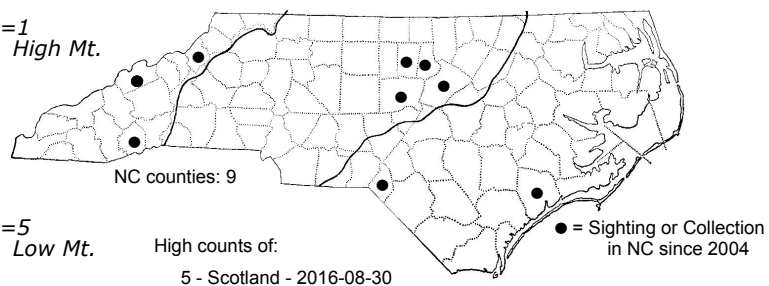 =1
High Mt.
NC counties: 9
=5
Low Mt.
High counts of:
5 - Scotland - 2016-08-30
● = Sighting or Collection
in NC since 2004